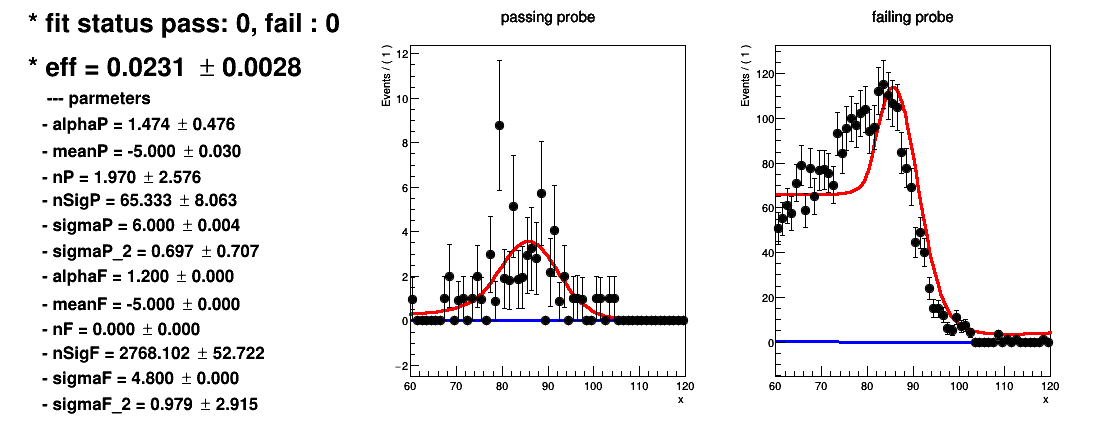 * fit status pass: 0, fail : 0
* eff = 0.0231 ± 0.0028
--- parmeters
- alphaP = 1.474 ± 0.476
- meanP = -5.000 ± 0.030
- nP = 1.970 ± 2.576
- nSigP = 65.333 ± 8.063
- sigmaP = 6.000 ± 0.004
- sigmaP_2 = 0.697 ± 0.707
- alphaF = 1.200 ± 0.000
- meanF = -5.000 ± 0.000
- nF = 0.000 ± 0.000
- nSigF = 2768.102 ± 52.722
- sigmaF = 4.800 ± 0.000
- sigmaF_2 = 0.979 ± 2.915
passing probe
Events / ( 1 )
12
10
8
6
4
2
0
−2
60 70 80 90 100 110 120
x
failing probe
Events / ( 1 )
120
100
80
60
40
20
0
60 70 80 90 100 110 120
x